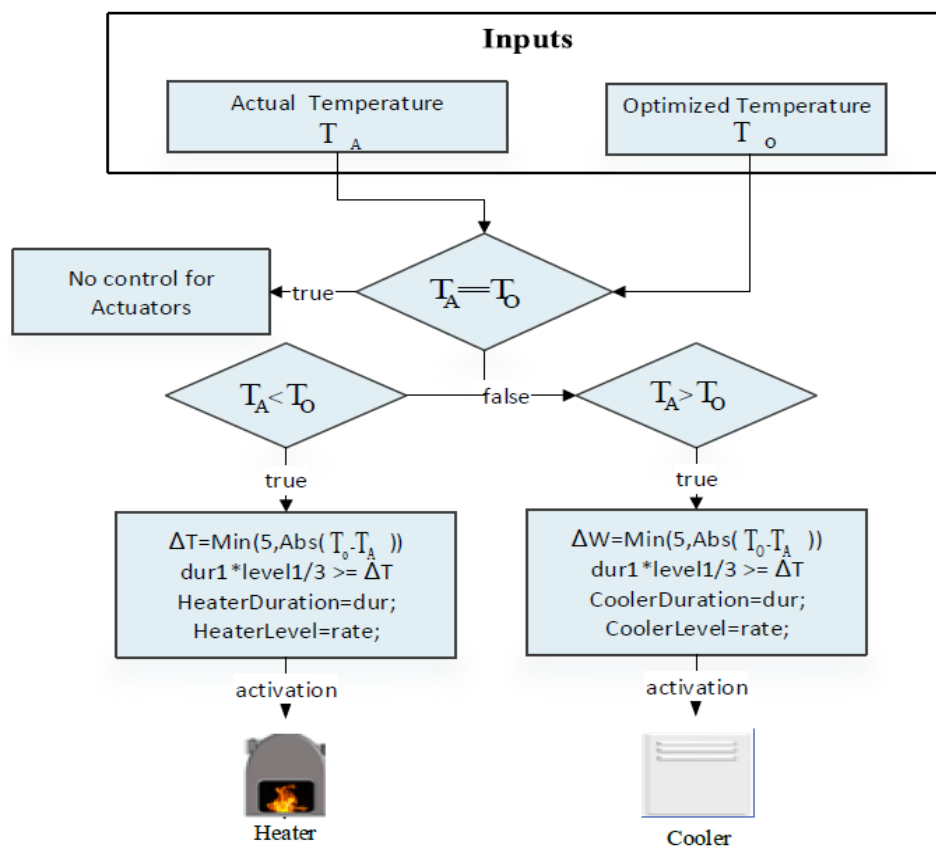 Inputs
Actual Temperature
T A
Optimized Temperature
T O
No control for
Actuators
true
TA==TO
TA<TO
false
TA>TO
true
true
ΔT=Min(5,Abs( To-TA ))
dur1*level1/3 >= ΔT
HeaterDuration=dur;
HeaterLevel=rate;
ΔW=Min(5,Abs( TO-TA ))
dur1*level1/3 >= ΔT
CoolerDuration=dur;
CoolerLevel=rate;
activation
activation
Heater
Cooler